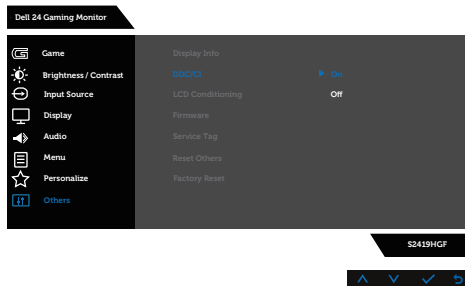 Dell 24 Gaming Monitor
Game
Display Info
Brightness / Contrast
DDC/CI
On
Input Source
LCD Conditioning
Off
Display
Firmware
Audio
Service Tag
Menu
Reset Others
Personalize
Factory Reset
Others
S2419HGF